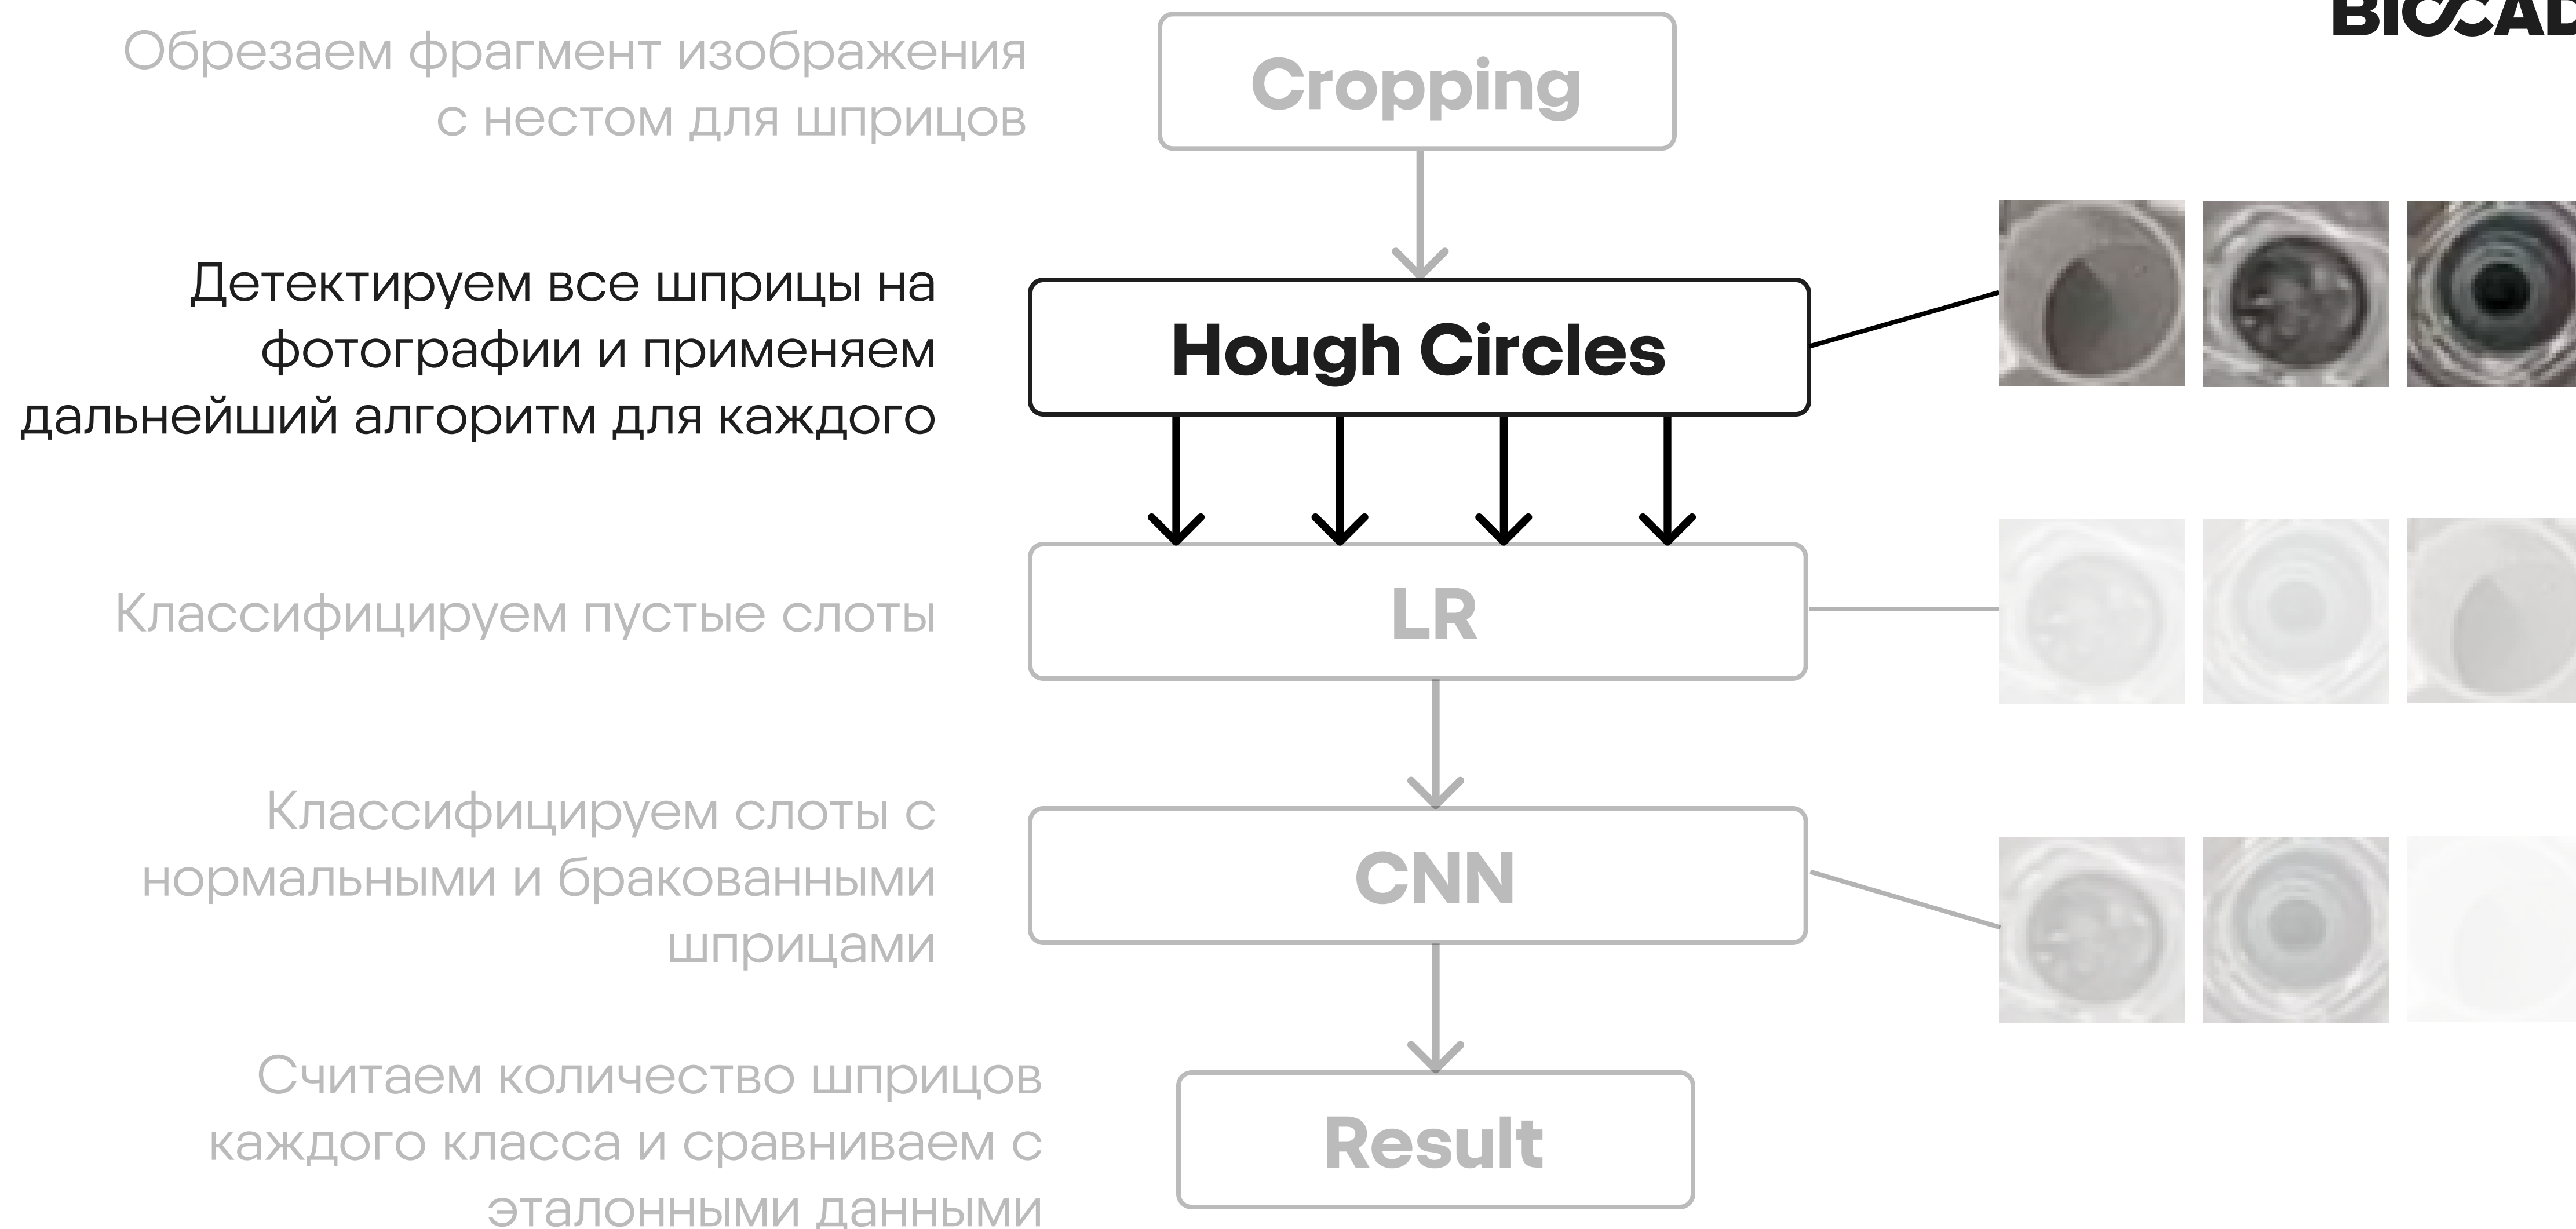 Обрезаем фрагмент изображения
с нестом для шприцов
Cropping
BIOCAD
Детектируем все шприцы на
фотографии и применяем
дальнейший алгоритм для каждого
Hough Circles
Классифицируем пустые слоты
LR
Классифицируем слоты с
нормальными и бракованными
шприцами
CNN
Считаем количество шприцов
каждого класса и сравниваем с
эталонными данными
Result